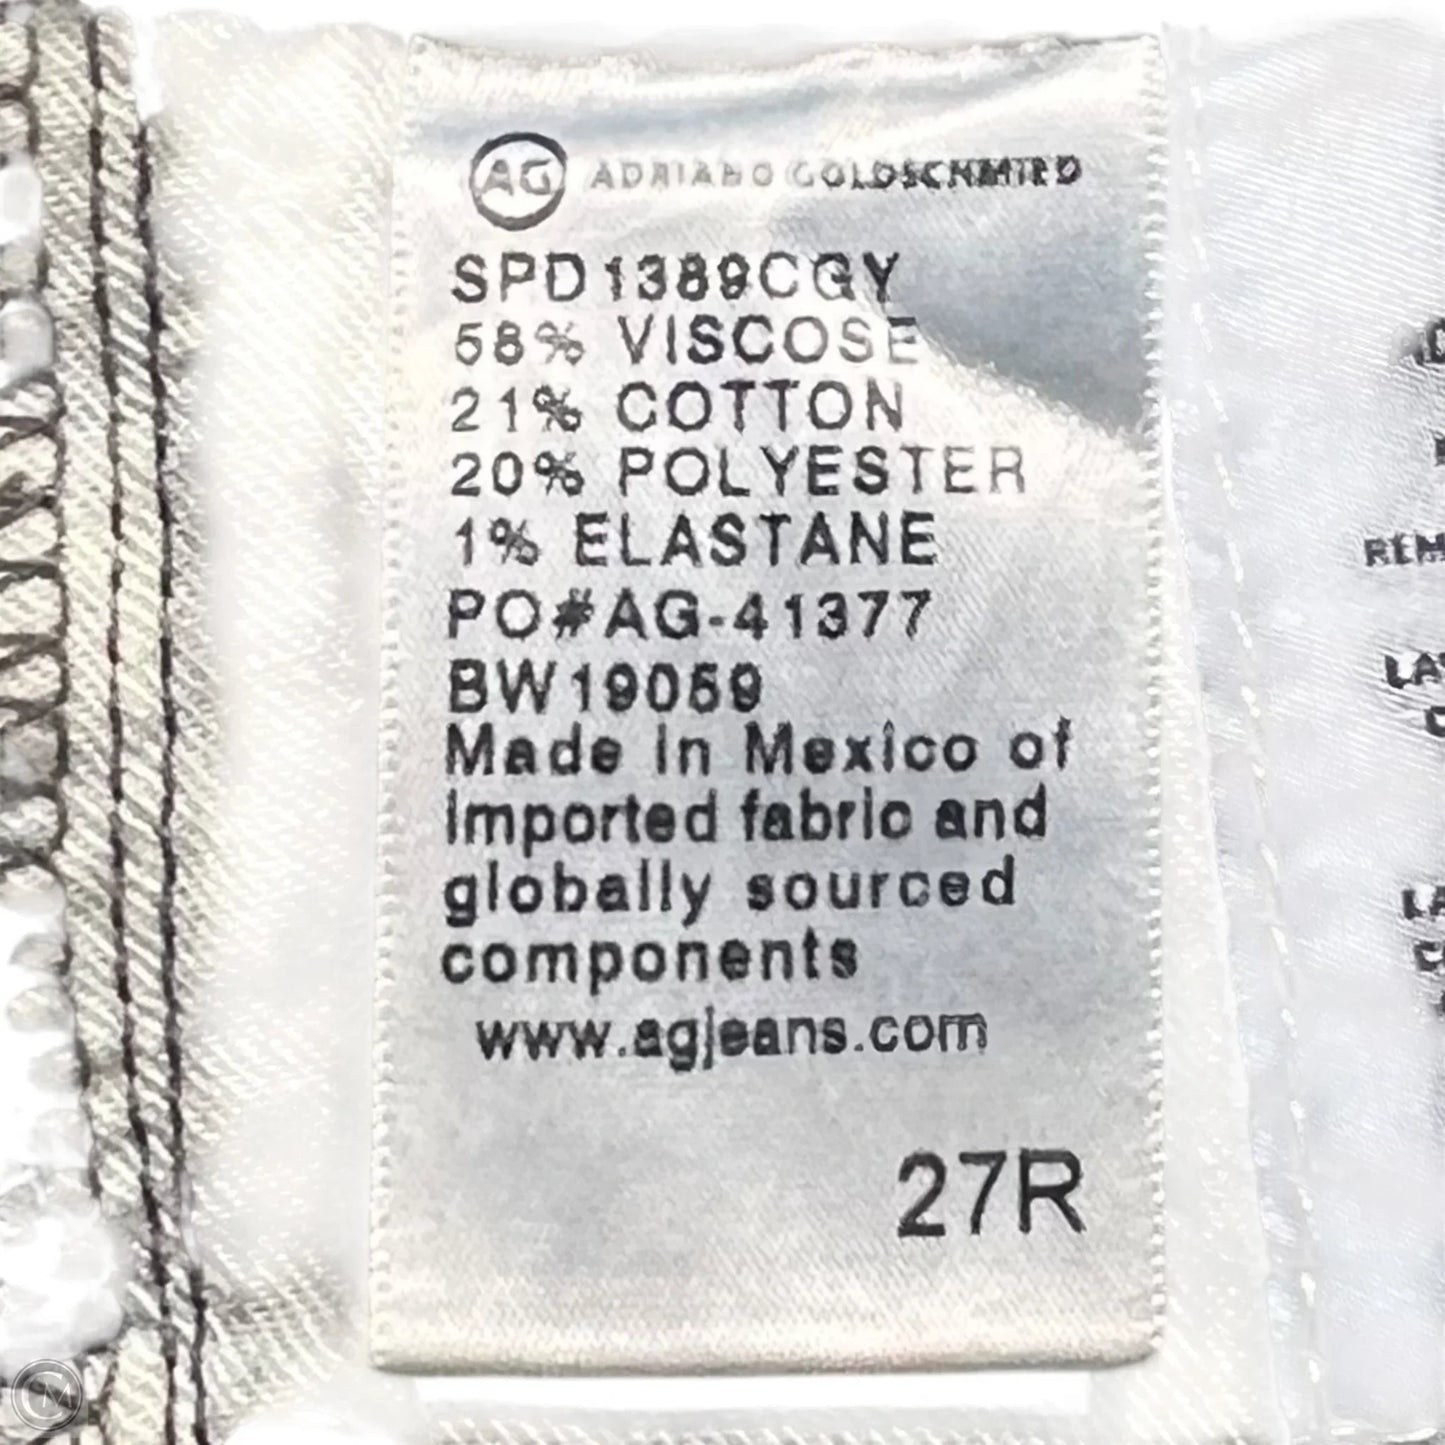 AG ADRIANO GOLDSCHMIED
SPD1389CGY
58% VISCOSE
21% COTTON
20% POLYESTER
1% ELASTANE
PO#AG-41377
BW19059
Made in Mexico of
imported fabric and
globally sourced
components
www.agjeans.com
27R